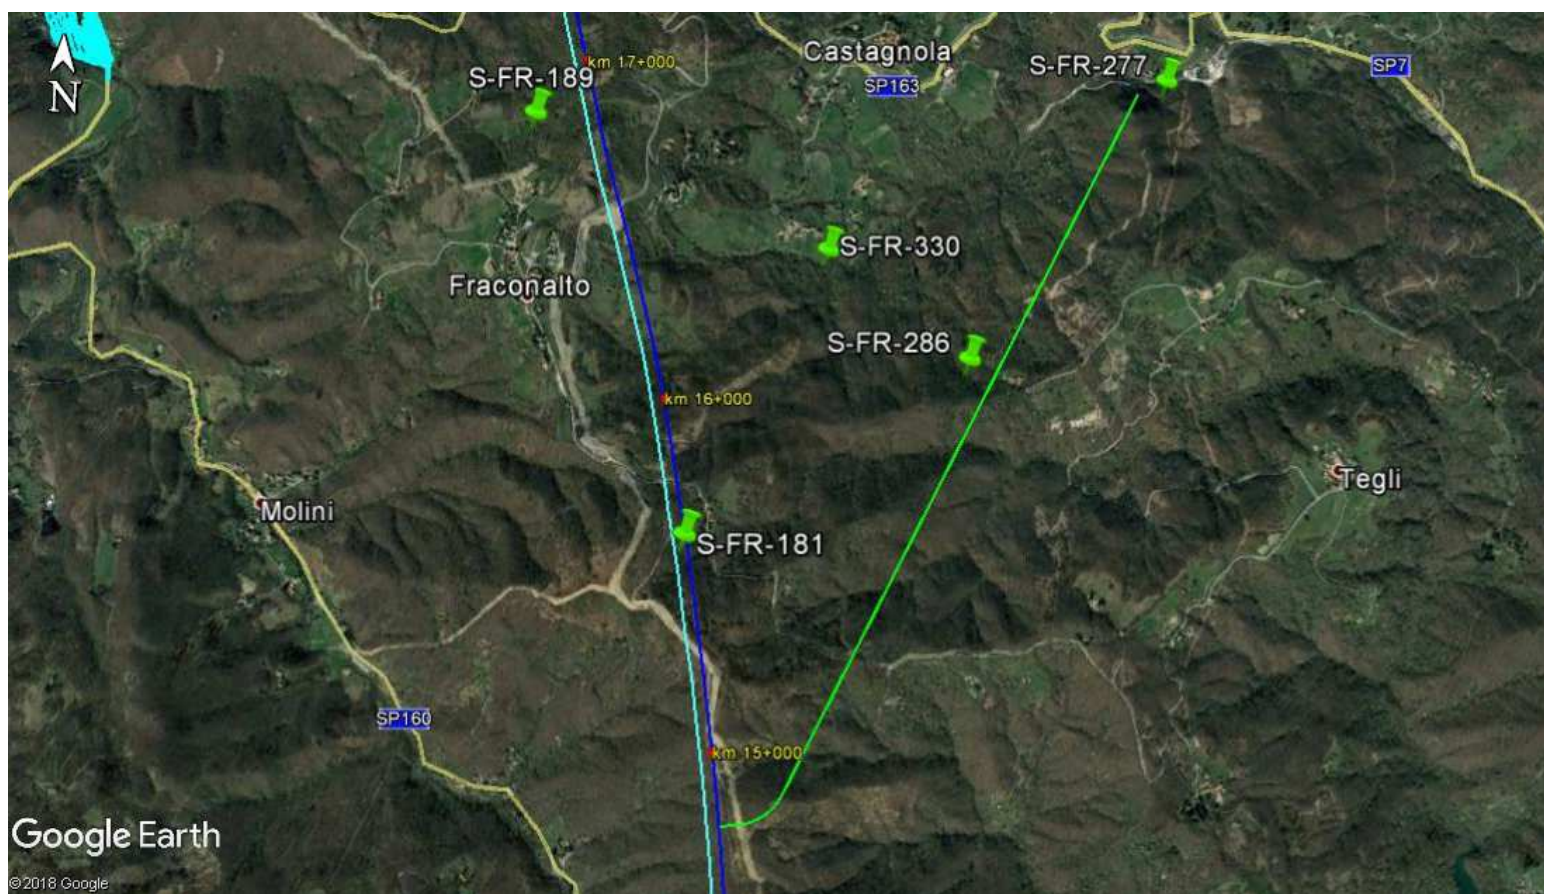 Castagnola
km 17+000
S-FR-277
SP7
S-FR-189
SP163
N
S-FR-330
Fraconalto
S-FR-286
km 16+000
Tegli
Molini
S-FR-181
SP160
km 15+000
Google Earth
©2018 Google